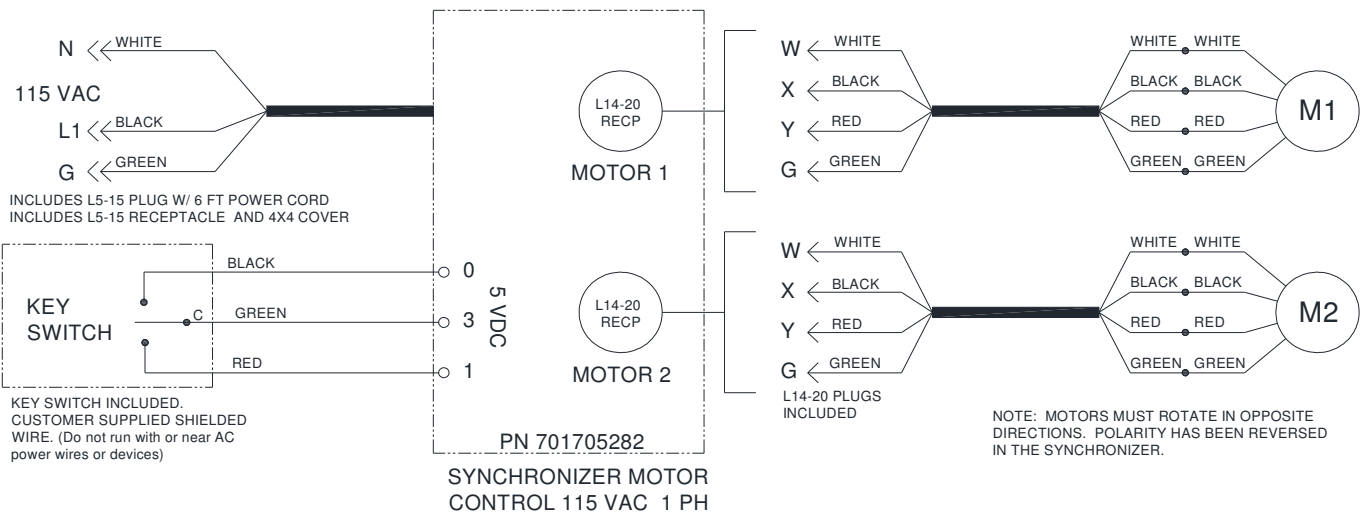 N WHITE
115 VAC
L1 BLACK
G GREEN
INCLUDES L5-15 PLUG W/ 6 FT POWER CORD
INCLUDES L5-15 RECEPTACLE AND 4X4 COVER
KEY
SWITCH
C
BLACK
GREEN
RED
0
3
1
5 VDC
KEY SWITCH INCLUDED.
CUSTOMER SUPPLIED SHIELDED
WIRE. (Do not run with or near AC
power wires or devices)
L14-20
RECP
MOTOR 1
L14-20
RECP
MOTOR 2
PN 701705282
SYNCHRONIZER MOTOR
CONTROL 115 VAC 1 PH
W WHITE
X BLACK
Y RED
G GREEN
WHITE WHITE
BLACK BLACK
RED RED
GREEN GREEN
M1
W WHITE
X BLACK
Y RED
G GREEN
L14-20 PLUGS
INCLUDED
WHITE WHITE
BLACK BLACK
RED RED
GREEN GREEN
M2
NOTE: MOTORS MUST ROTATE IN OPPOSITE
DIRECTIONS. POLARITY HAS BEEN REVERSED
IN THE SYNCHRONIZER.